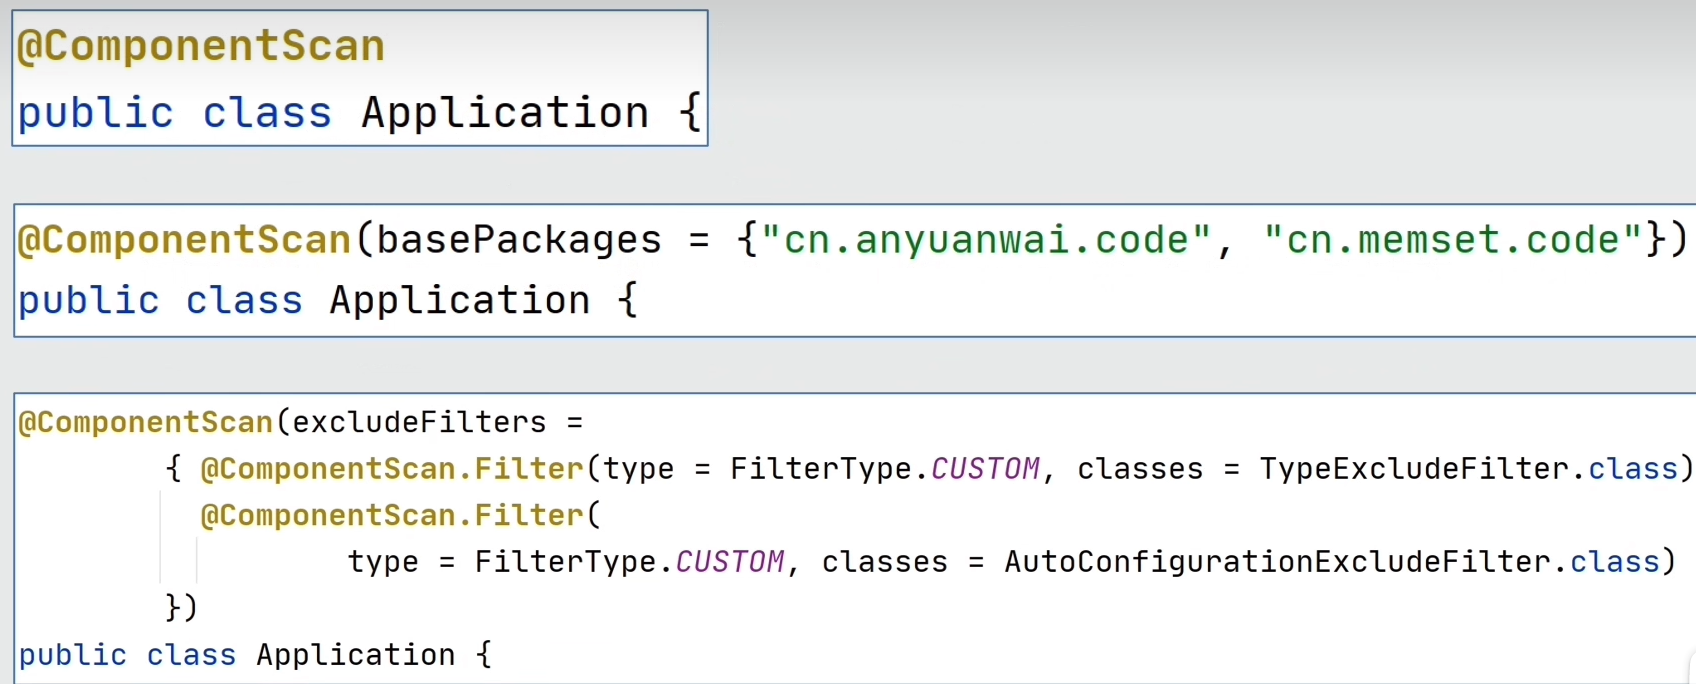 @ComponentScan
public class Application {
@ComponentScan(basePackages = {"cn.anyuanwai.code", "cn.memset.code"})
public class Application {
@ComponentScan(excludeFilters =
{ @ComponentScan.Filter(type = FilterType.CUSTOM, classes = TypeExcludeFilter.class)
@ComponentScan.Filter(
type = FilterType.CUSTOM, classes = AutoConfigurationExcludeFilter.class)
})
public class Application {